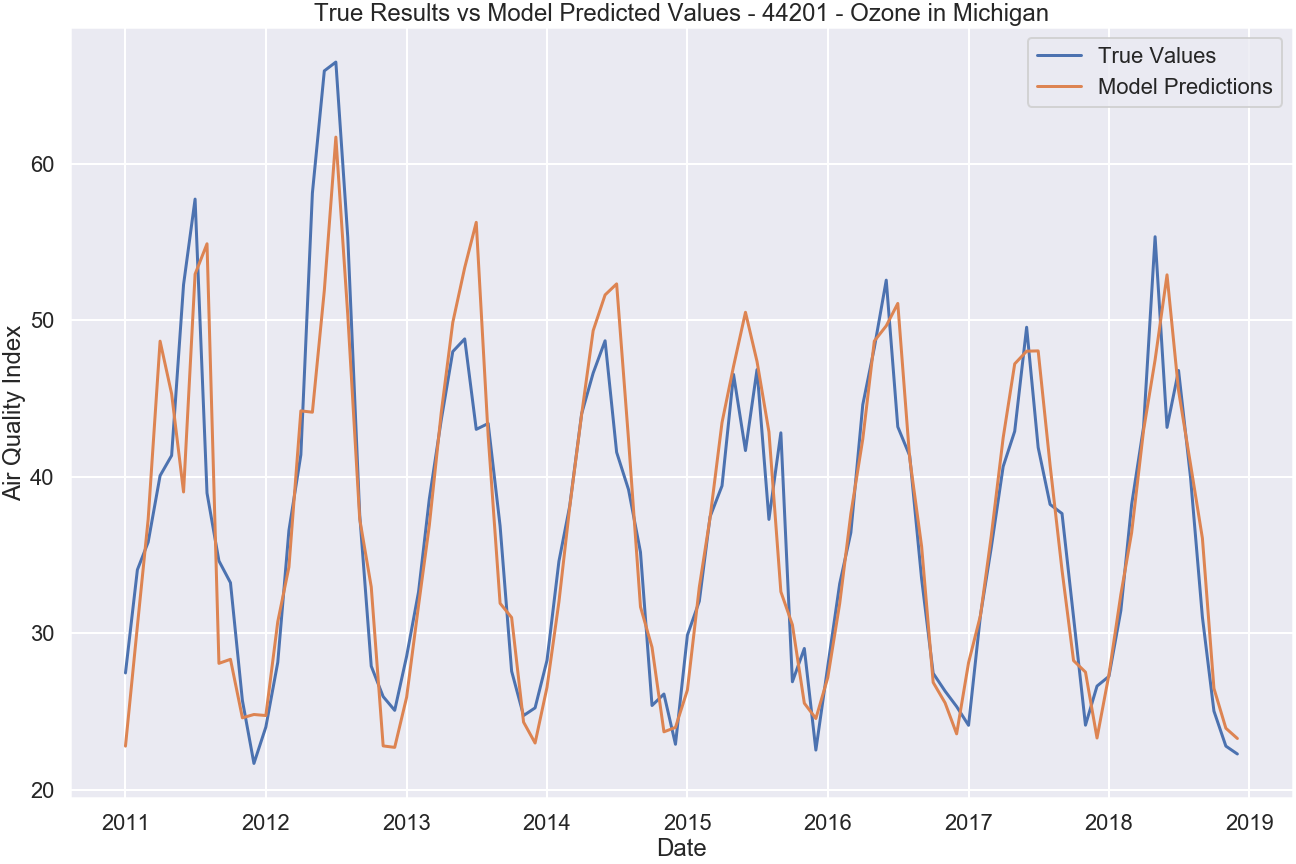 True Results vs Model Predicted Values - 44201 - Ozone in Michigan
True Values
Model Predictions
Air Quality Index
60
50
40
30
20
2011 2012 2013 2014 2015 2016 2017 2018 2019
Date